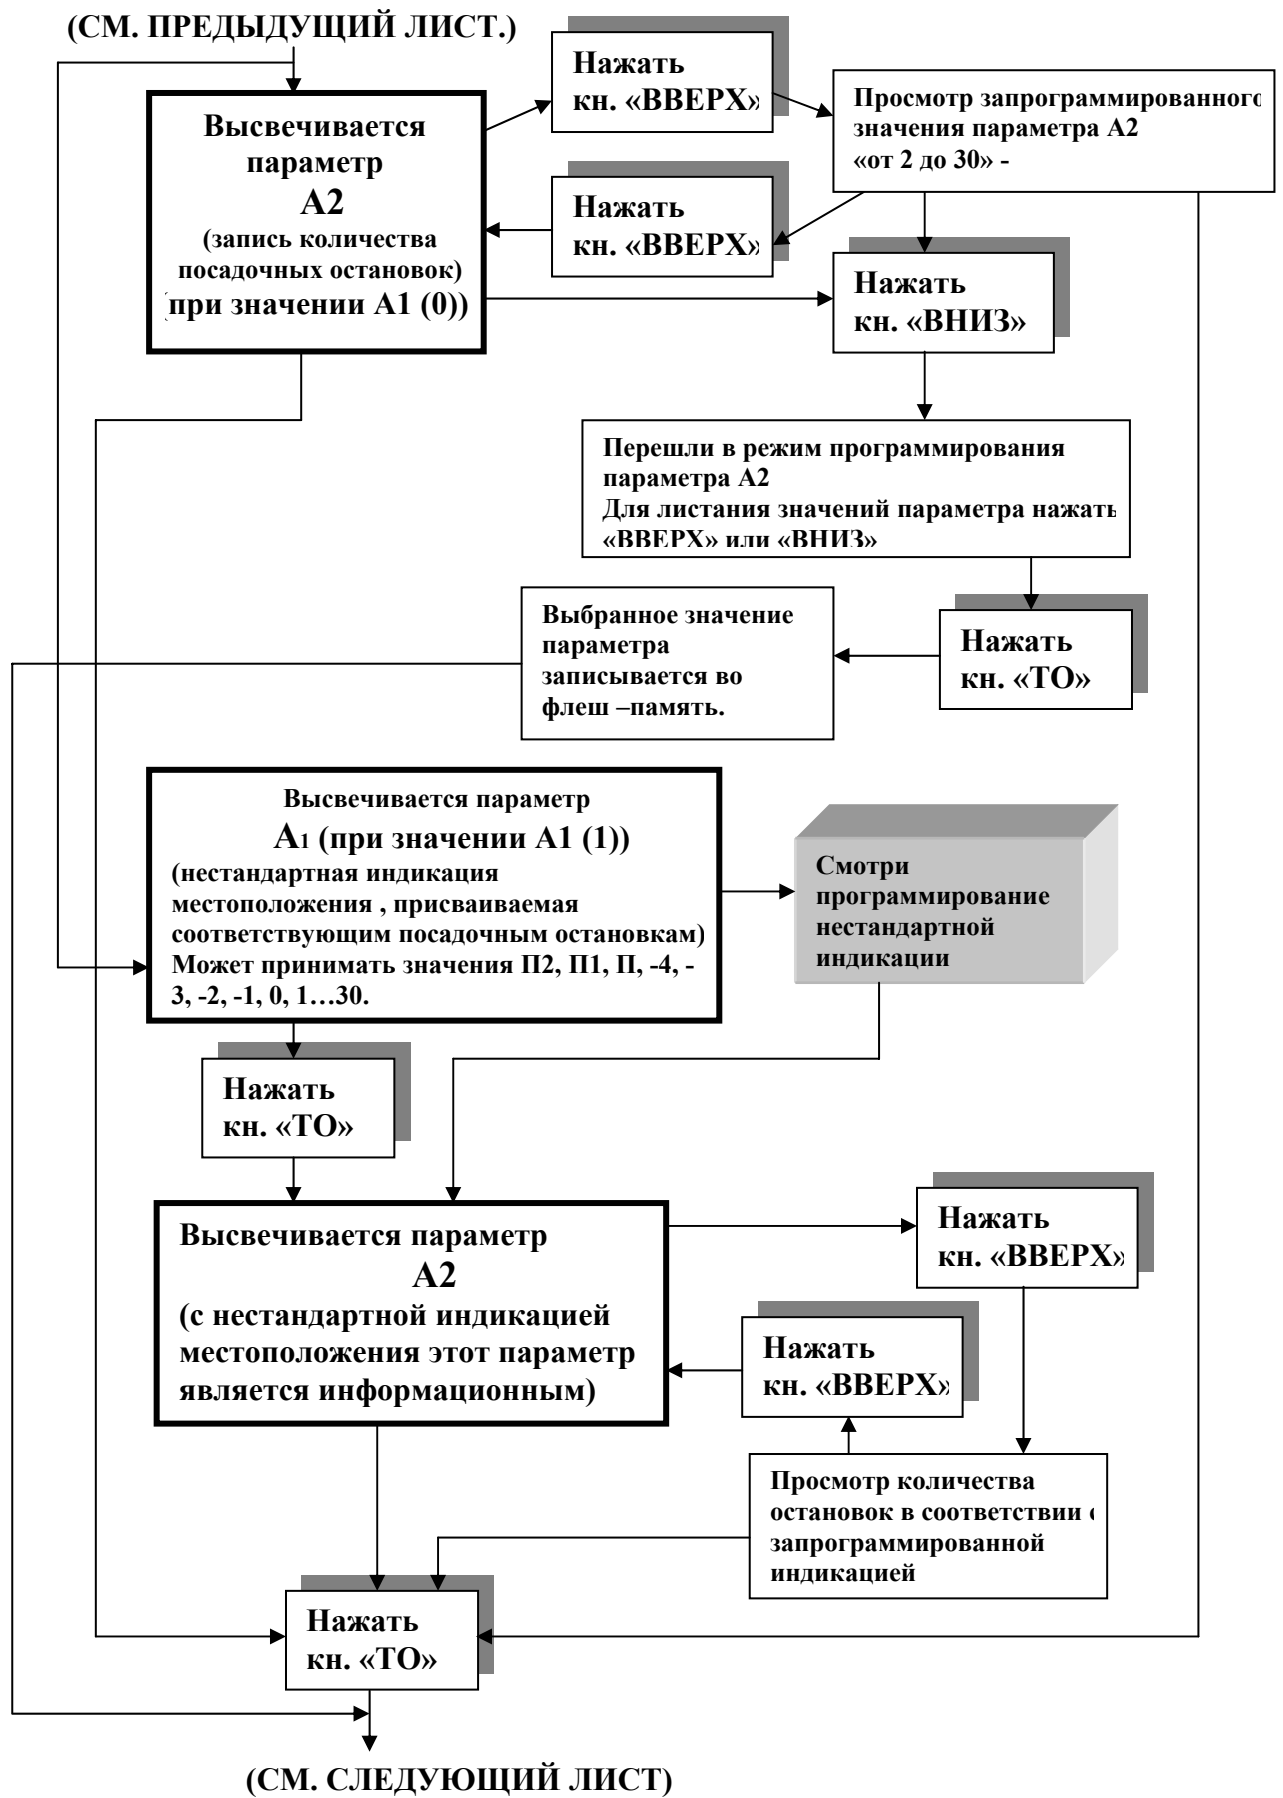 (СМ. ПРЕДЫДУЩИЙ ЛИСТ.)
Нажать
кн. «ВВЕРХ»
Просмотр запрограммированного
значения параметра А2
«от 2 до 30» -
Высвечивается
параметр
А2
(запись количества
посадочных остановок)
(при значении А1 (0))
Нажать
кн. «ВВЕРХ»
Нажать
кн. «ВНИЗ»
Перешли в режим программирования
параметра А2
Для листания значений параметра нажать
«ВВЕРХ» или «ВНИЗ»
Выбранное значение
параметра
записывается во
флеш –память.
Нажать
кн. «ТО»
Высвечивается параметр
А1 (при значении А1 (1))
(нестандартная индикация
местоположения , присваиваемая
соответствующим посадочным остановкам)
Может принимать значения П2, П1, П, -4, -
3, -2, -1, 0, 1…30.
Смотри
программирование
нестандартной
индикации
Нажать
кн. «ТО»
Высвечивается параметр
А2
(с нестандартной индикацией
местоположения этот параметр
является информационным)
Нажать
кн. «ВВЕРХ»
Нажать
кн. «ВВЕРХ»
Просмотр количества
остановок в соответствии с
запрограммированной
индикацией
Нажать
кн. «ТО»
(СМ. СЛЕДУЮЩИЙ ЛИСТ)